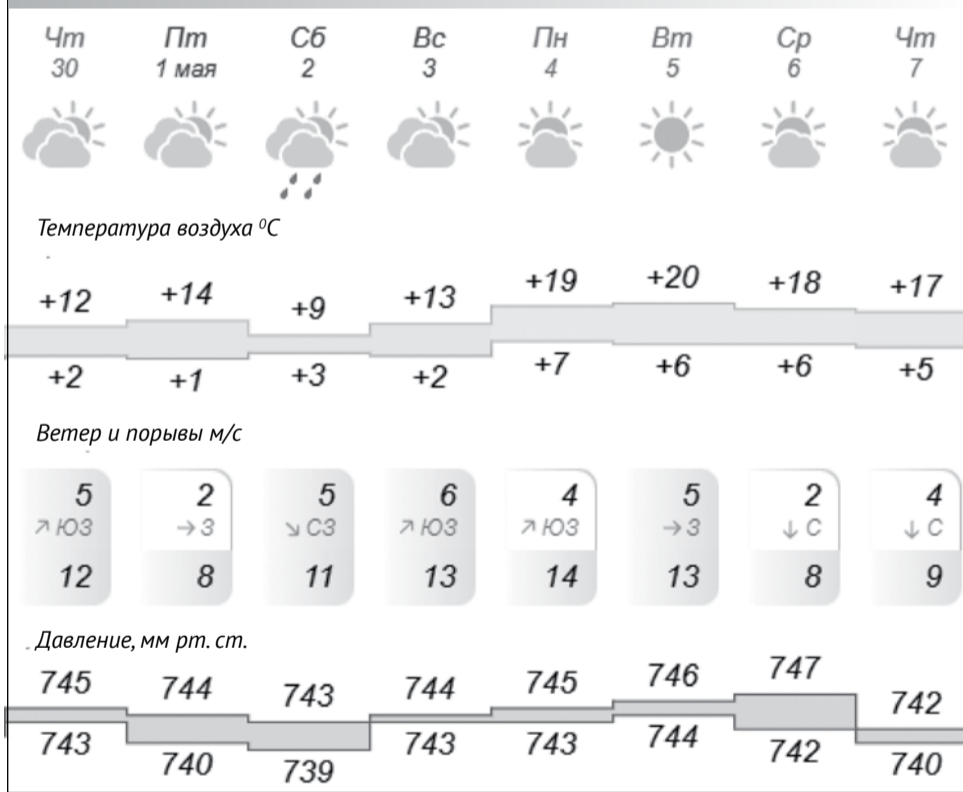 Чт Пт Сб Вс Пн Вт Ср Чт
30 1 мая 2 3 4 5 6 7
Температура воздуха ⁰С
+12 +14 +9 +13 +19 +20 +18 +17
+2 +1 +3 +2 +7 +6 +6 +5
Ветер и порывы м/с
5 2 5 6 4 5 2 4
↗ ЮЗ → З ↘ СЗ ↗ ЮЗ ↗ ЮЗ → З ↓ С ↓ С
12 8 11 13 14 13 8 9
Давление, мм рт. ст.
745 744 743 744 745 746 747 742
743 740 739 743 743 744 742 740